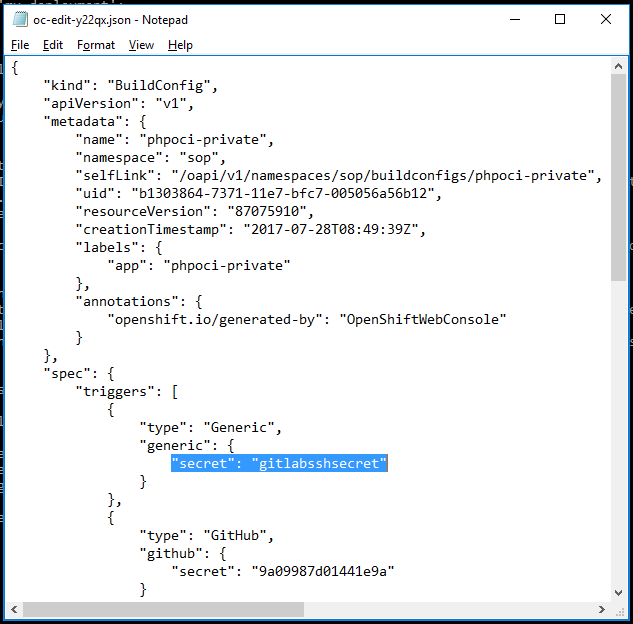 oc-edit-y22qx.json - Notepad
File Edit Format View Help
{
    "kind": "BuildConfig",
    "apiVersion": "v1",
    "metadata": {
        "name": "phpoci-private",
        "namespace": "sop",
        "selfLink": "/oapi/v1/namespaces/sop/buildconfigs/phpoci-private",
        "uid": "b1303864-7371-11e7-bfc7-005056a56b12",
        "resourceVersion": "87075910",
        "creationTimestamp": "2017-07-28T08:49:39Z",
        "labels": {
            "app": "phpoci-private"
        },
        "annotations": {
            "openshift.io/generated-by": "OpenShiftWebConsole"
        }
    },
    "spec": {
        "triggers": [
            {
                "type": "Generic",
                "generic": {
                    "secret": "gitlabsshsecret"
                }
            },
            {
                "type": "GitHub",
                "github": {
                    "secret": "9a09987d01441e9a"
                }